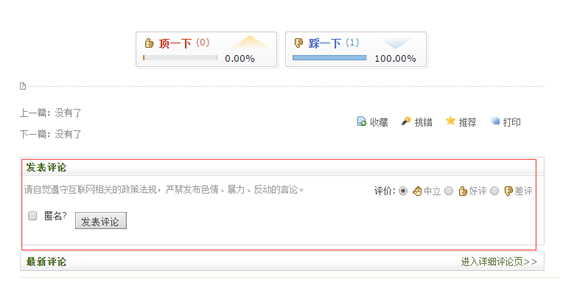 顶一下 (0) 踩一下 (1)
0.00% 100.00%
上一篇：没有了
收藏 挑错 推荐 打印
下一篇：没有了
发表评论
请自觉遵守互联网相关的政策法规，严禁发布色情、暴力、反动的言论。 评价: 中立 好评 差评
匿名? 发表评论
最新评论 进入详细评论页>>